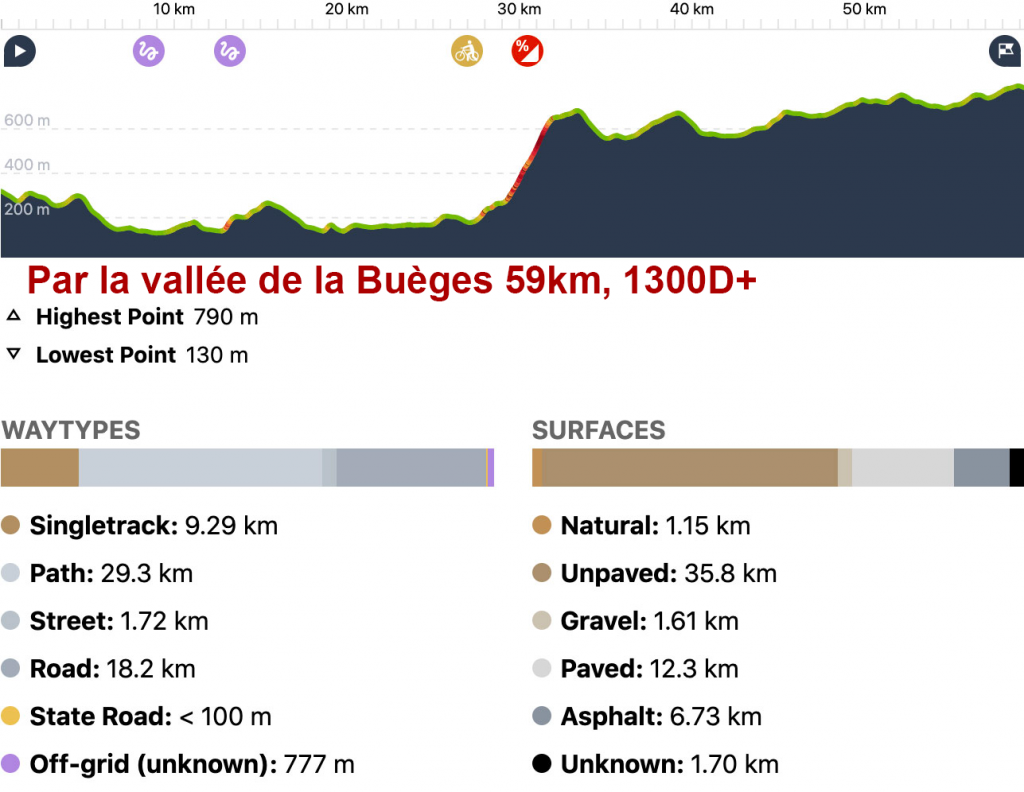 10 km 20 km 30 km 40 km 50 km
%
600 m
400 m
200 m
Par la vallée de la Buèges 59km, 1300D+
Highest Point 790 m
Lowest Point 130 m
WAYTYPES
Singletrack: 9.29 km
Path: 29.3 km
Street: 1.72 km
Road: 18.2 km
State Road: < 100 m
Off-grid (unknown): 777 m
SURFACES
Natural: 1.15 km
Unpaved: 35.8 km
Gravel: 1.61 km
Paved: 12.3 km
Asphalt: 6.73 km
Unknown: 1.70 km